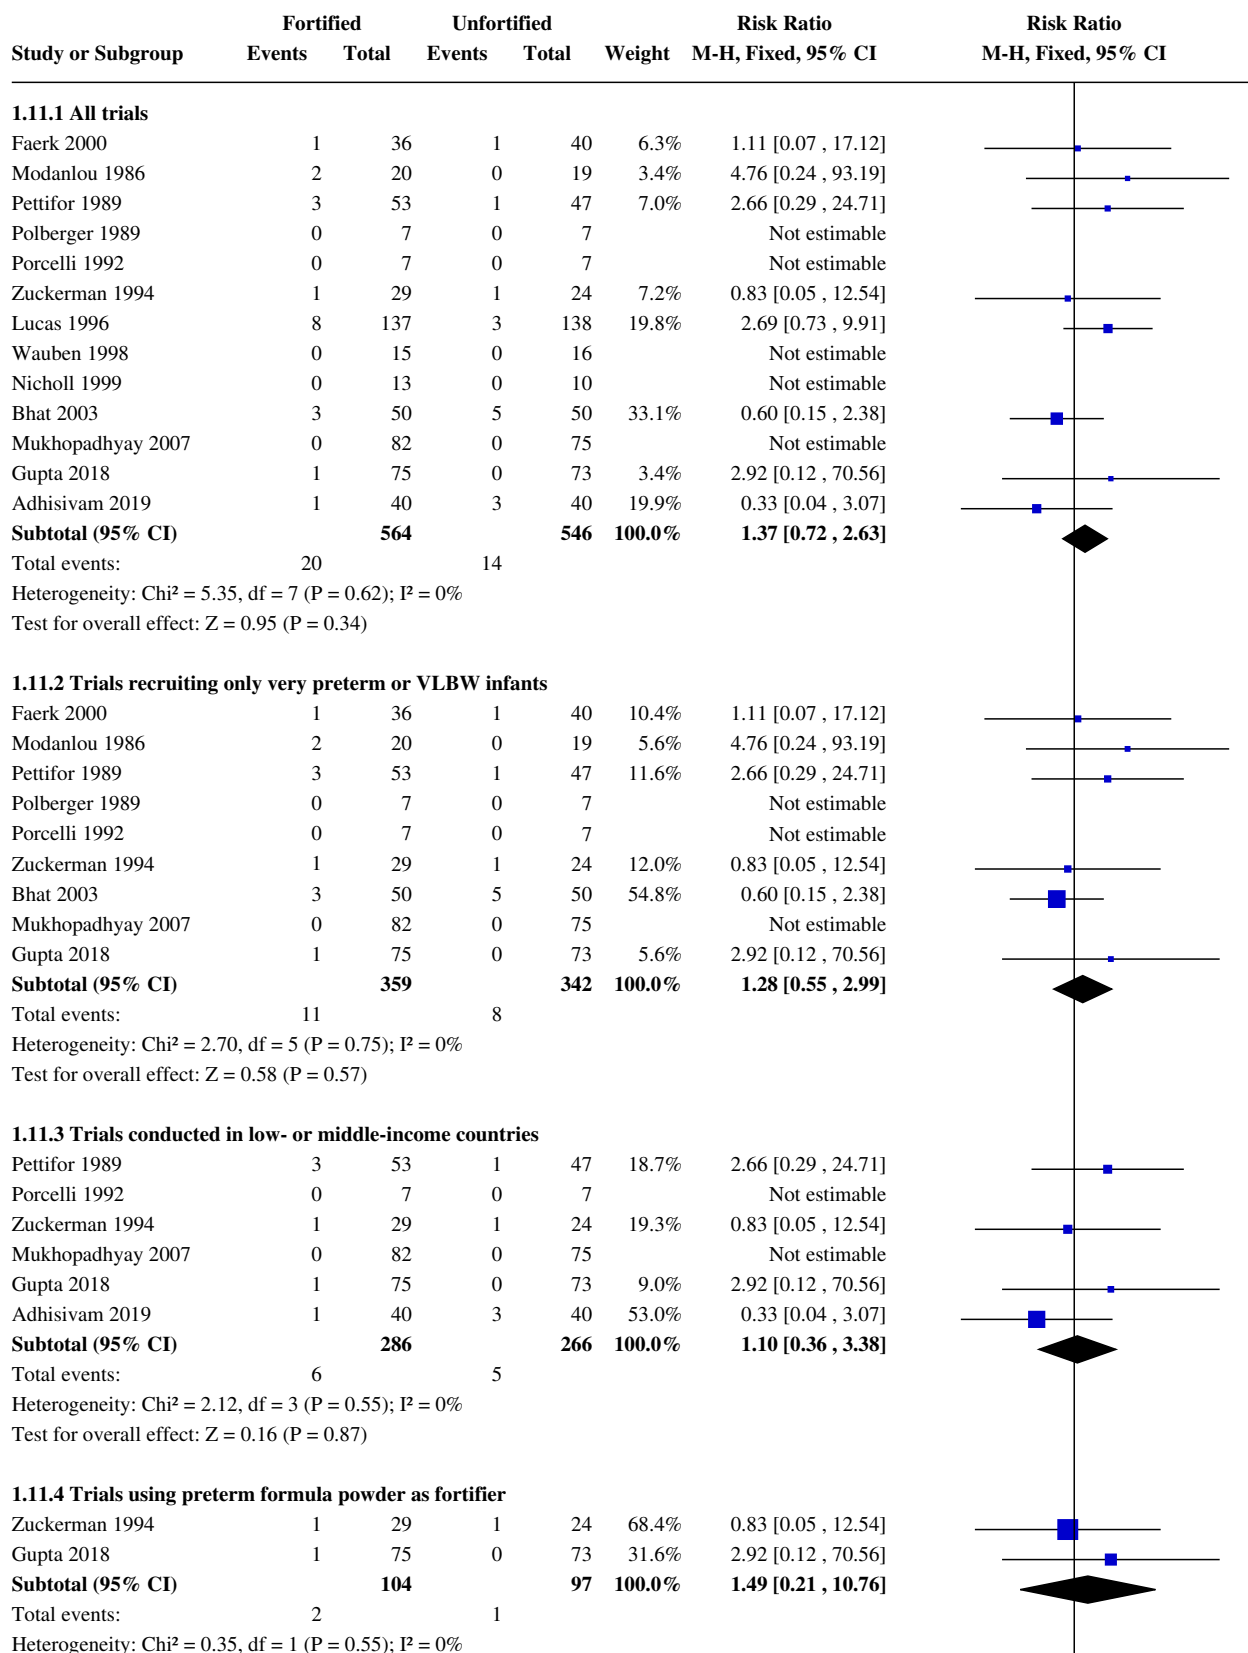 Fortified Unfortified Risk Ratio Risk Ratio
Study or Subgroup Events Total Events Total Weight M-H, Fixed, 95% CI M-H, Fixed, 95% CI
1.11.1 All trials
Faerk 2000 1 36 1 40 6.3% 1.11 [0.07 , 17.12]
Modanlou 1986 2 20 0 19 3.4% 4.76 [0.24 , 93.19]
Pettifor 1989 3 53 1 47 7.0% 2.66 [0.29 , 24.71]
Polberger 1989 0 7 0 7 Not estimable
Porcelli 1992 0 7 0 7 Not estimable
Zuckerman 1994 1 29 1 24 7.2% 0.83 [0.05 , 12.54]
Lucas 1996 8 137 3 138 19.8% 2.69 [0.73 , 9.91]
Wauben 1998 0 15 0 16 Not estimable
Nicholl 1999 0 13 0 10 Not estimable
Bhat 2003 3 50 5 50 33.1% 0.60 [0.15 , 2.38]
Mukhopadhyay 2007 0 82 0 75 Not estimable
Gupta 2018 1 75 0 73 3.4% 2.92 [0.12 , 70.56]
Adhisivam 2019 1 40 3 40 19.9% 0.33 [0.04 , 3.07]
Subtotal (95% CI) 564 546 100.0% 1.37 [0.72 , 2.63]
Total events: 20 14
Heterogeneity: Chi² = 5.35, df = 7 (P = 0.62); I² = 0%
Test for overall effect: Z = 0.95 (P = 0.34)
1.11.2 Trials recruiting only very preterm or VLBW infants
Faerk 2000 1 36 1 40 10.4% 1.11 [0.07 , 17.12]
Modanlou 1986 2 20 0 19 5.6% 4.76 [0.24 , 93.19]
Pettifor 1989 3 53 1 47 11.6% 2.66 [0.29 , 24.71]
Polberger 1989 0 7 0 7 Not estimable
Porcelli 1992 0 7 0 7 Not estimable
Zuckerman 1994 1 29 1 24 12.0% 0.83 [0.05 , 12.54]
Bhat 2003 3 50 5 50 54.8% 0.60 [0.15 , 2.38]
Mukhopadhyay 2007 0 82 0 75 Not estimable
Gupta 2018 1 75 0 73 5.6% 2.92 [0.12 , 70.56]
Subtotal (95% CI) 359 342 100.0% 1.28 [0.55 , 2.99]
Total events: 11 8
Heterogeneity: Chi² = 2.70, df = 5 (P = 0.75); I² = 0%
Test for overall effect: Z = 0.58 (P = 0.57)
1.11.3 Trials conducted in low- or middle-income countries
Pettifor 1989 3 53 1 47 18.7% 2.66 [0.29 , 24.71]
Porcelli 1992 0 7 0 7 Not estimable
Zuckerman 1994 1 29 1 24 19.3% 0.83 [0.05 , 12.54]
Mukhopadhyay 2007 0 82 0 75 Not estimable
Gupta 2018 1 75 0 73 9.0% 2.92 [0.12 , 70.56]
Adhisivam 2019 1 40 3 40 53.0% 0.33 [0.04 , 3.07]
Subtotal (95% CI) 286 266 100.0% 1.10 [0.36 , 3.38]
Total events: 6 5
Heterogeneity: Chi² = 2.12, df = 3 (P = 0.55); I² = 0%
Test for overall effect: Z = 0.16 (P = 0.87)
1.11.4 Trials using preterm formula powder as fortifier
Zuckerman 1994 1 29 1 24 68.4% 0.83 [0.05 , 12.54]
Gupta 2018 1 75 0 73 31.6% 2.92 [0.12 , 70.56]
Subtotal (95% CI) 104 97 100.0% 1.49 [0.21 , 10.76]
Total events: 2 1
Heterogeneity: Chi² = 0.35, df = 1 (P = 0.55); I² = 0%